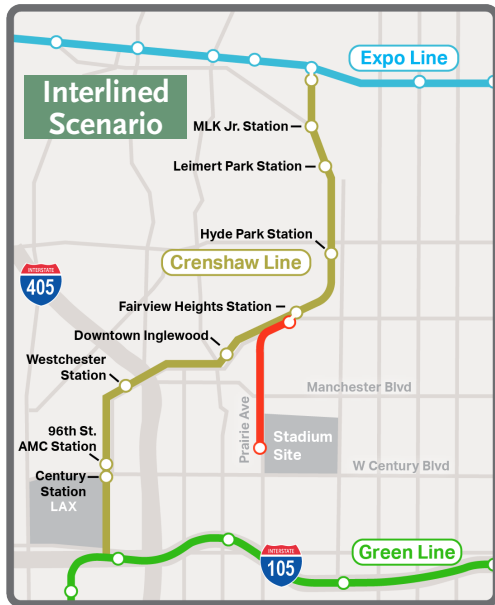 Expo Line
Interlined
Scenario
MLK Jr. Station
Leimert Park Station
Hyde Park Station
Crenshaw Line
INTERSTATE
405
Fairview Heights Station
Downtown Inglewood
Westchester
Station
Manchester Blvd
Prairie Ave
96th St.
AMC Station
Stadium
Site
W Century Blvd
Century
Station
LAX
INTERSTATE
105
Green Line